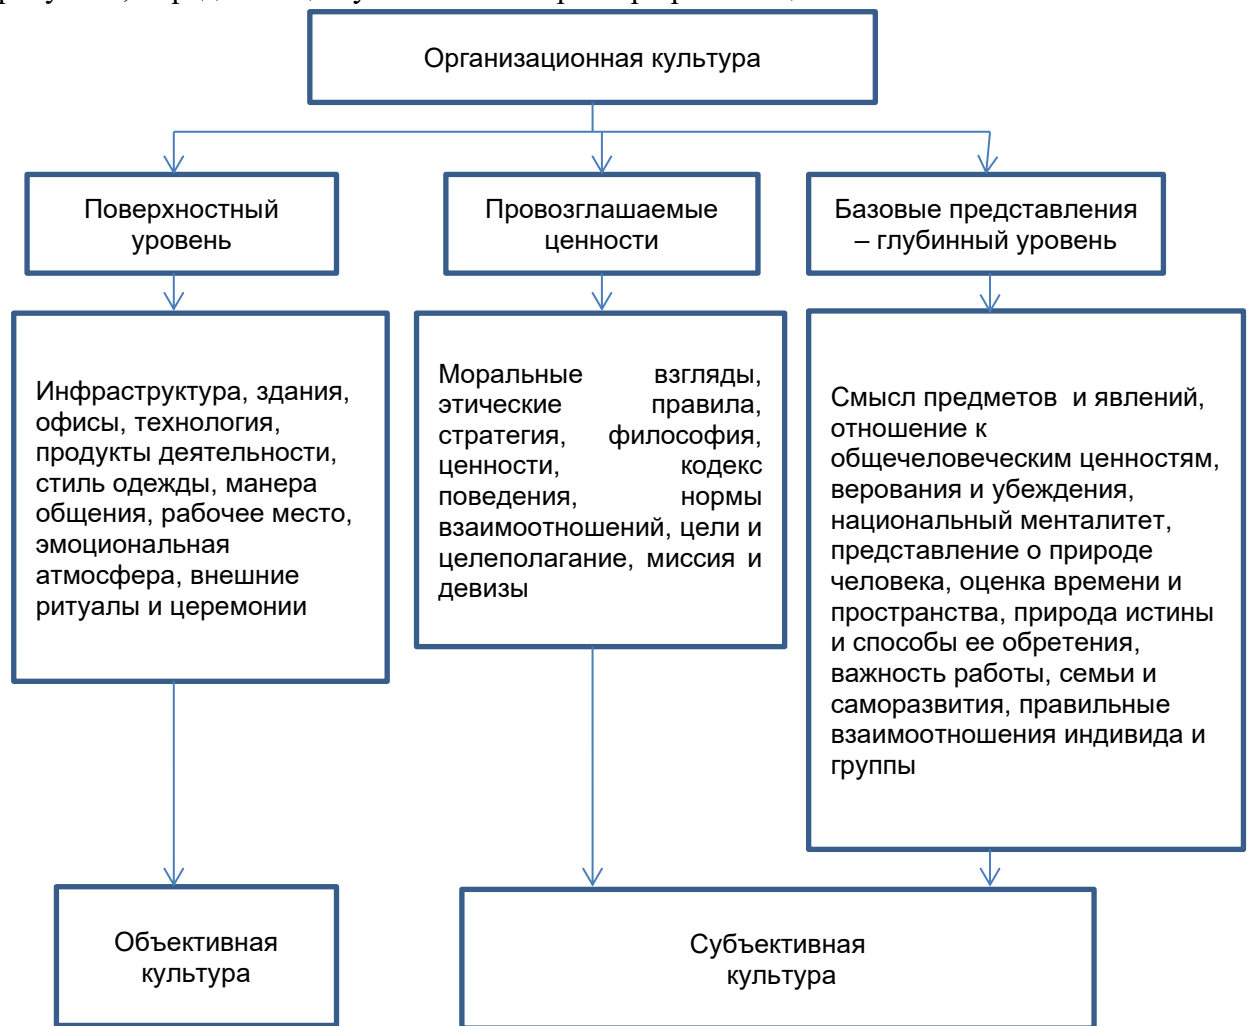 Организационная культура
Поверхностный
уровень
Провозглашаемые
ценности
Базовые представления
– глубинный уровень
Инфраструктура, здания,
офисы, технология,
продукты деятельности,
стиль одежды, манера
общения, рабочее место,
эмоциональная
атмосфера, внешние
ритуалы и церемонии
Моральные взгляды,
этические правила,
стратегия, философия,
ценности, кодекс
поведения, нормы
взаимоотношений, цели и
целеполагание, миссия и
девизы
Смысл предметов и явлений,
отношение к
общечеловеческим ценностям,
верования и убеждения,
национальный менталитет,
представление о природе
человека, оценка времени и
пространства, природа истины
и способы ее обретения,
важность работы, семьи и
саморазвития, правильные
взаимоотношения индивида и
группы
Объективная
культура
Субъективная
культура